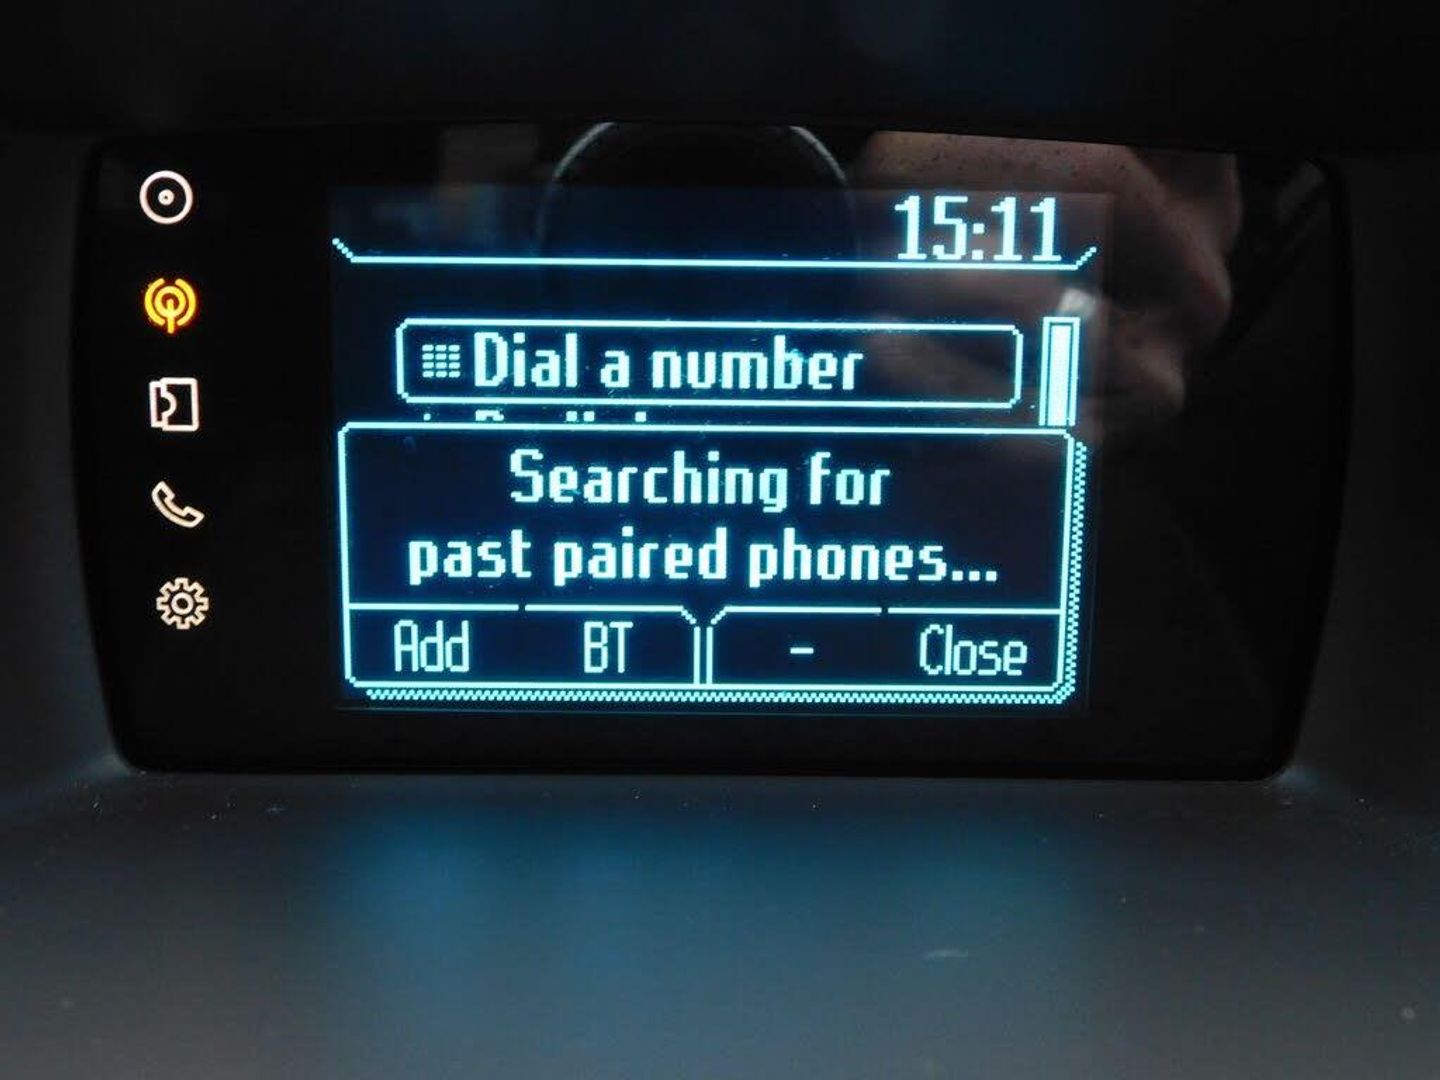 15:11
Dial a number
Searching for
past paired phones...
Add BT - Close